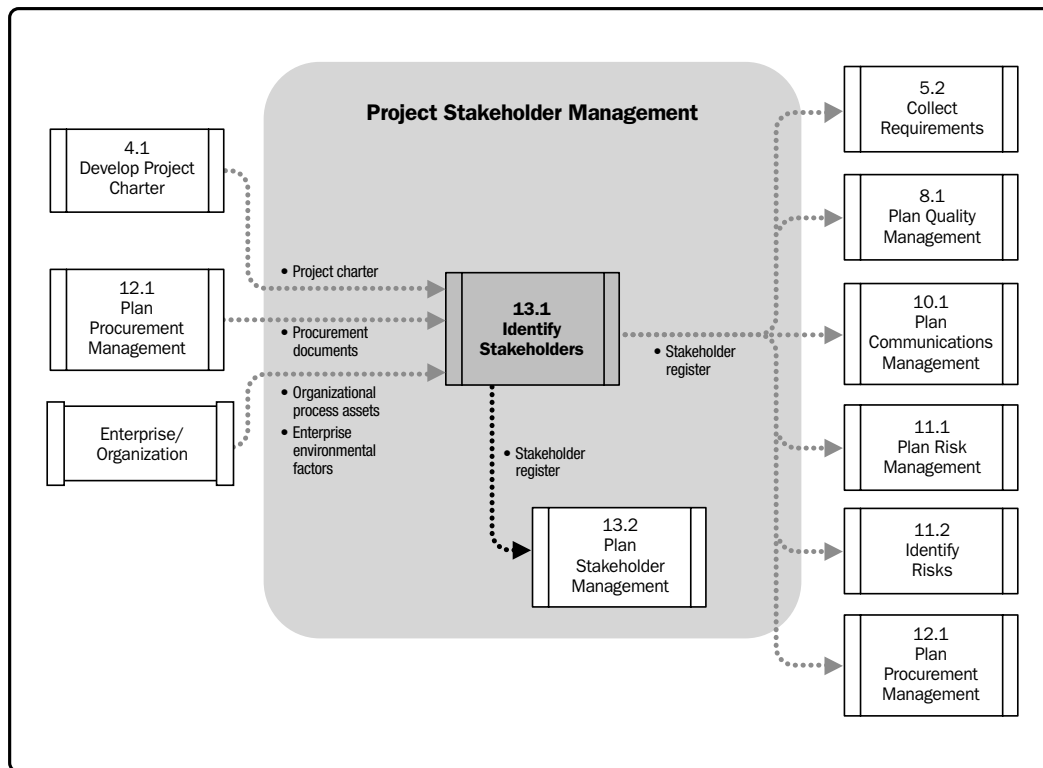 Project Stakeholder Management
4.1
Develop Project
Charter
12.1
Plan
Procurement
Management
Enterprise/
Organization
• Project charter
• Procurement
documents
• Organizational
process assets
• Enterprise
environmental
factors
13.1
Identify
Stakeholders
• Stakeholder
register
• Stakeholder
register
13.2
Plan
Stakeholder
Management
5.2
Collect
Requirements
8.1
Plan Quality
Management
10.1
Plan
Communications
Management
11.1
Plan Risk
Management
11.2
Identify
Risks
12.1
Plan
Procurement
Management